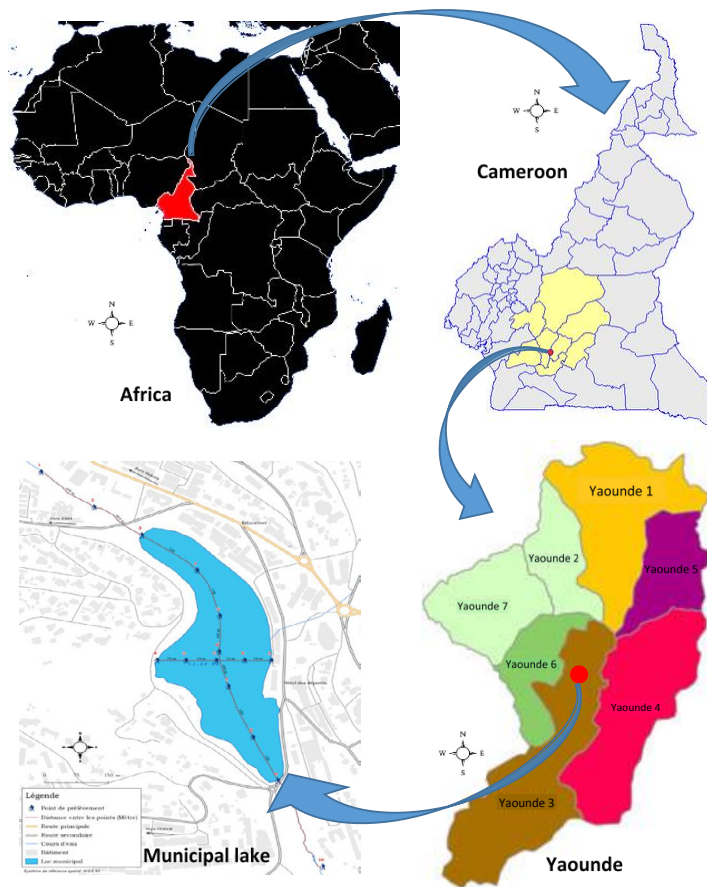 N
W E
S
Africa
N
W E
S
Cameroon
Yaounde 1
Yaounde 2
Yaounde 5
Yaounde 7
Yaounde 6
Yaounde 4
Yaounde 3
N
W E
S
Yaounde
Légende
Point de prélèvement
Distance entre les points (Mètre)
Route principale
Route secondaire
Cours d'eau
Bâtiment
Lac municipal
Municipal lake